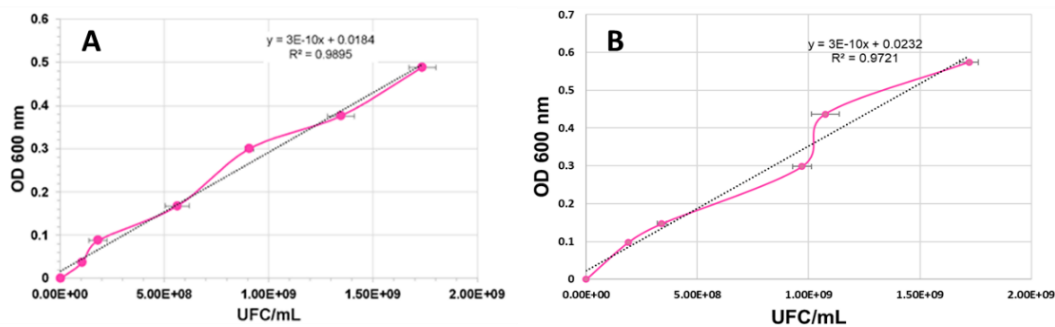 A
y = 3E-10x + 0.0184
R² = 0.9895
OD 600 nm
0.6
0.5
0.4
0.3
0.2
0.1
0
0.00E+00 5.00E+08 1.00E+09 1.50E+09 2.00E+09
UFC/mL
B
y = 3E-10x + 0.0232
R² = 0.9721
OD 600 nm
0.7
0.6
0.5
0.4
0.3
0.2
0.1
0
0.00E+00 5.00E+08 1.00E+09 1.50E+09 2.00E+09
UFC/mL